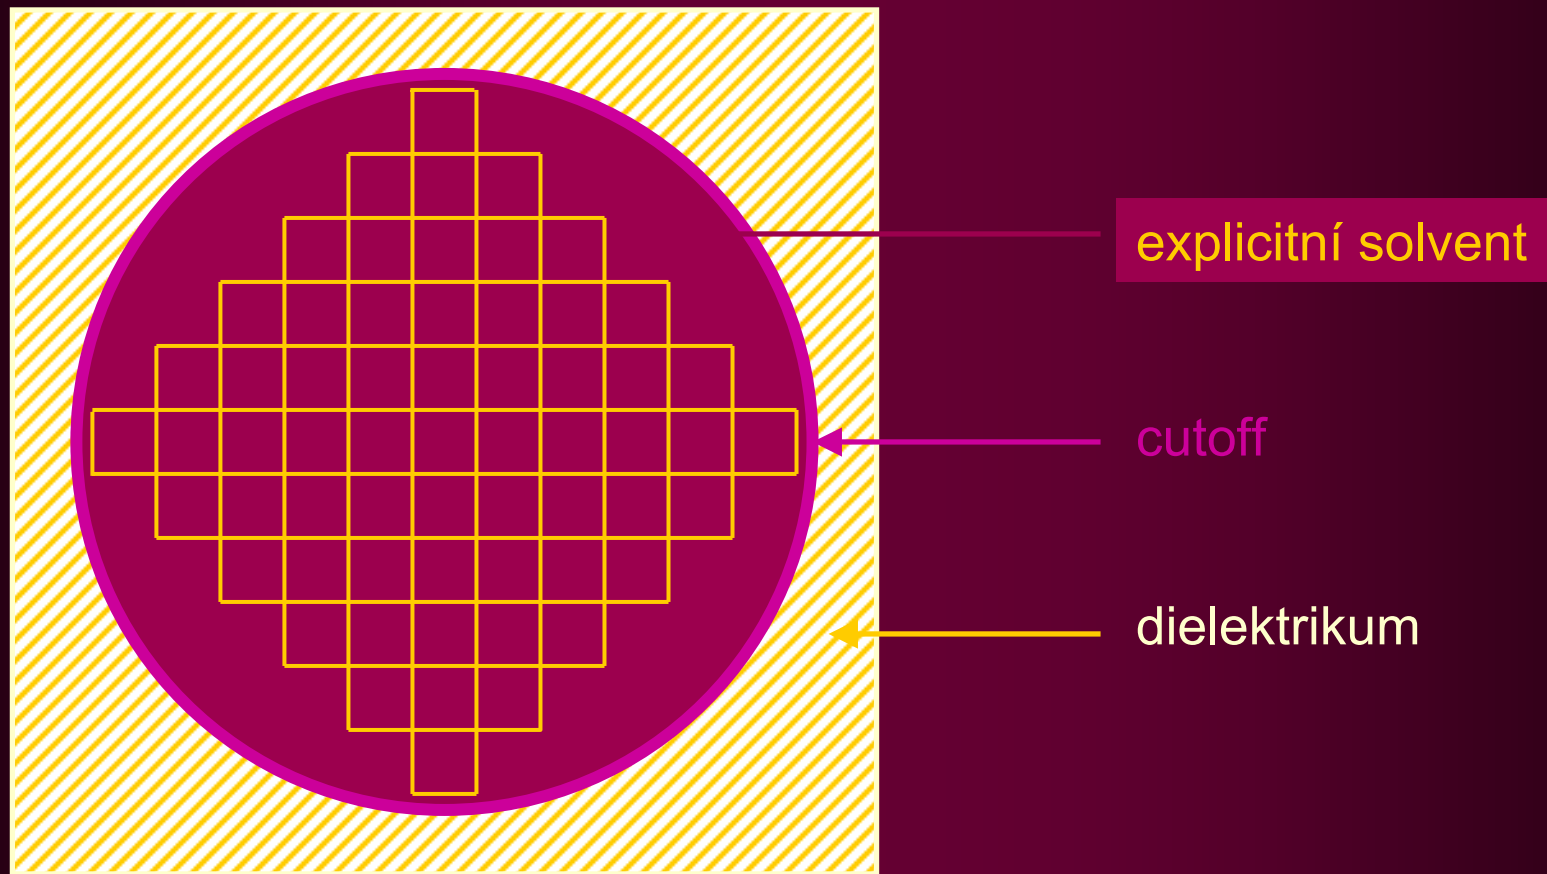 explicitní solvent
cutoff
dielektrikum